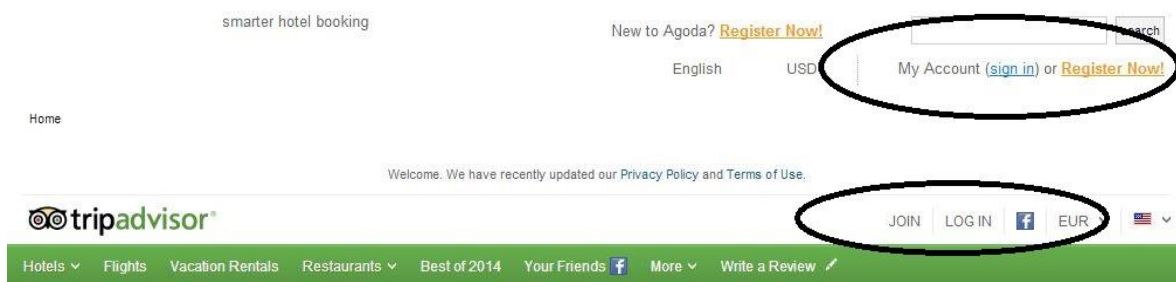 smarter hotel booking
New to Agoda? Register Now!
search
English USD My Account (sign in) or Register Now!
Home
Welcome. We have recently updated our Privacy Policy and Terms of Use.
tripadvisor®
JOIN LOG IN f EUR
Hotels Flights Vacation Rentals Restaurants Best of 2014 Your Friends f More Write a Review